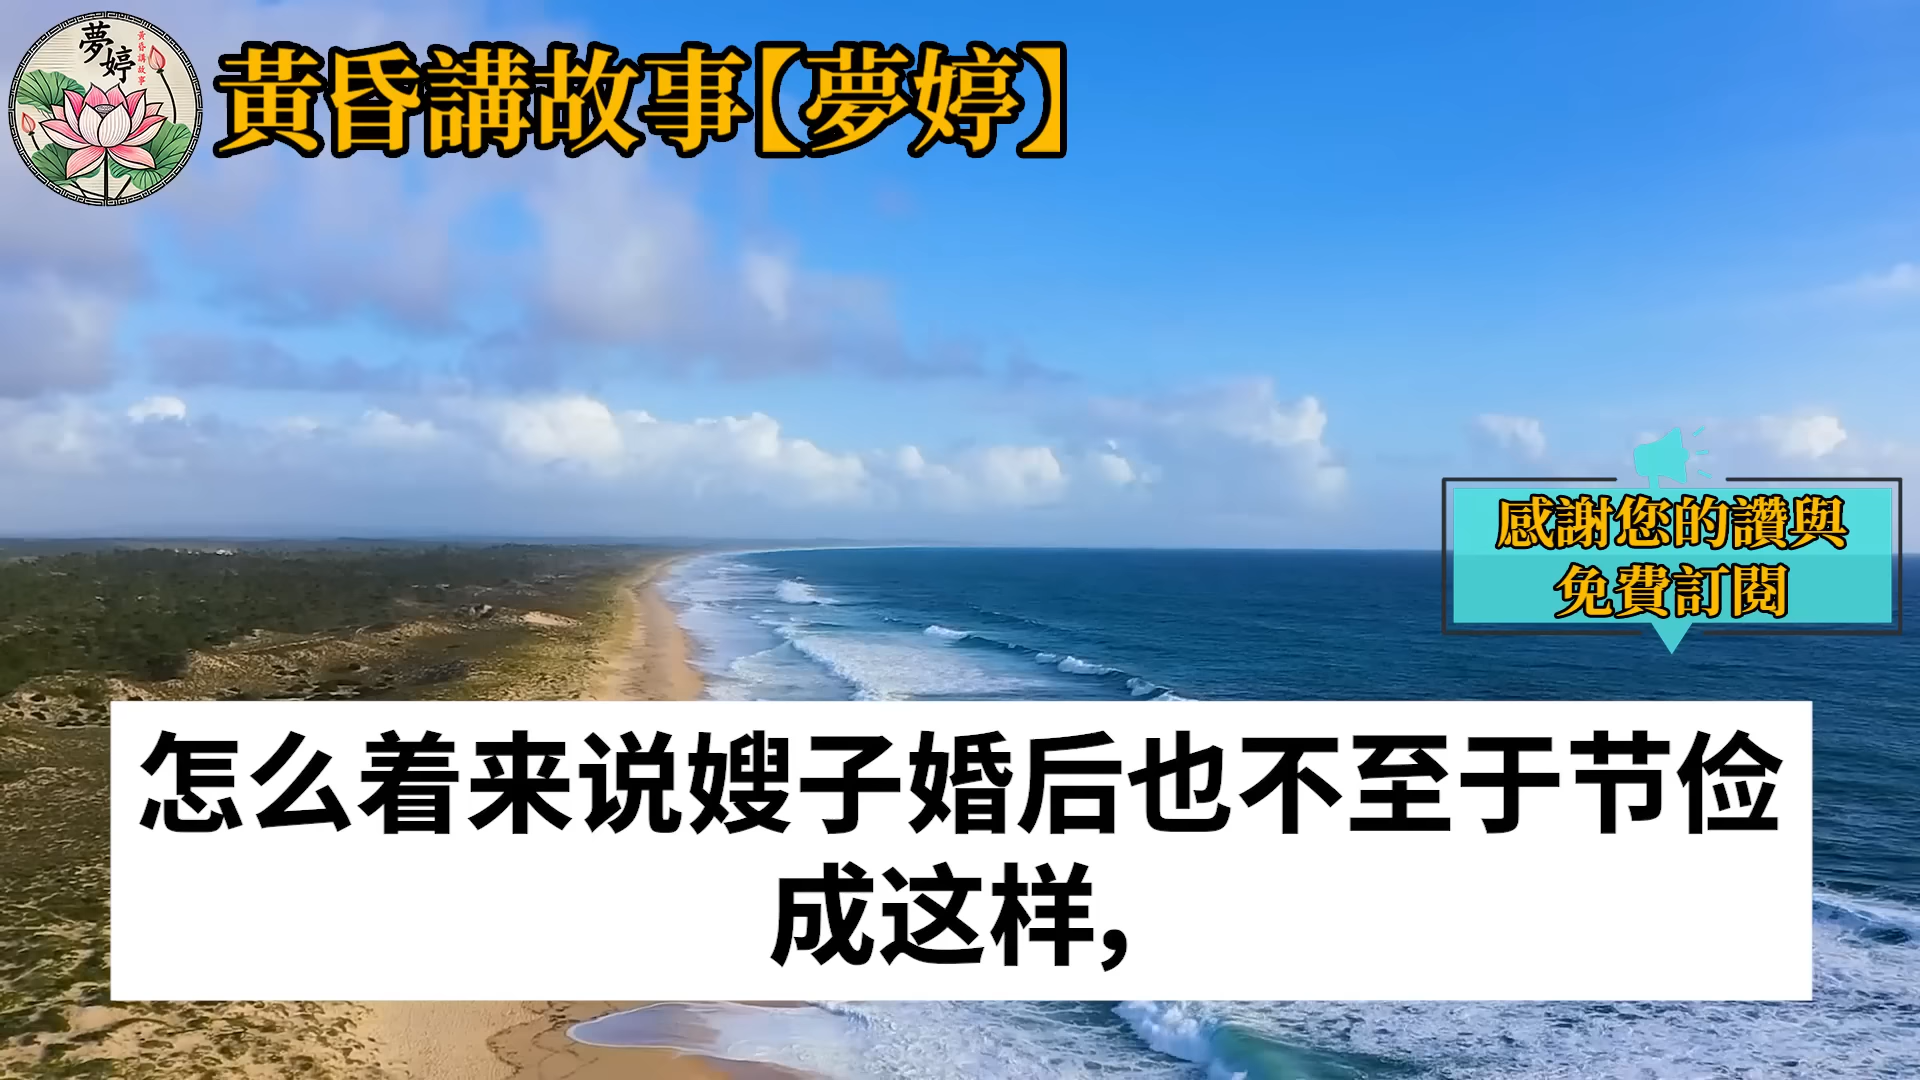 夢婷
黃昏講故事
黃昏講故事【夢婷】
感謝您的讚與
免費訂閱
怎么着来说嫂子婚后也不至于节俭
成这样,